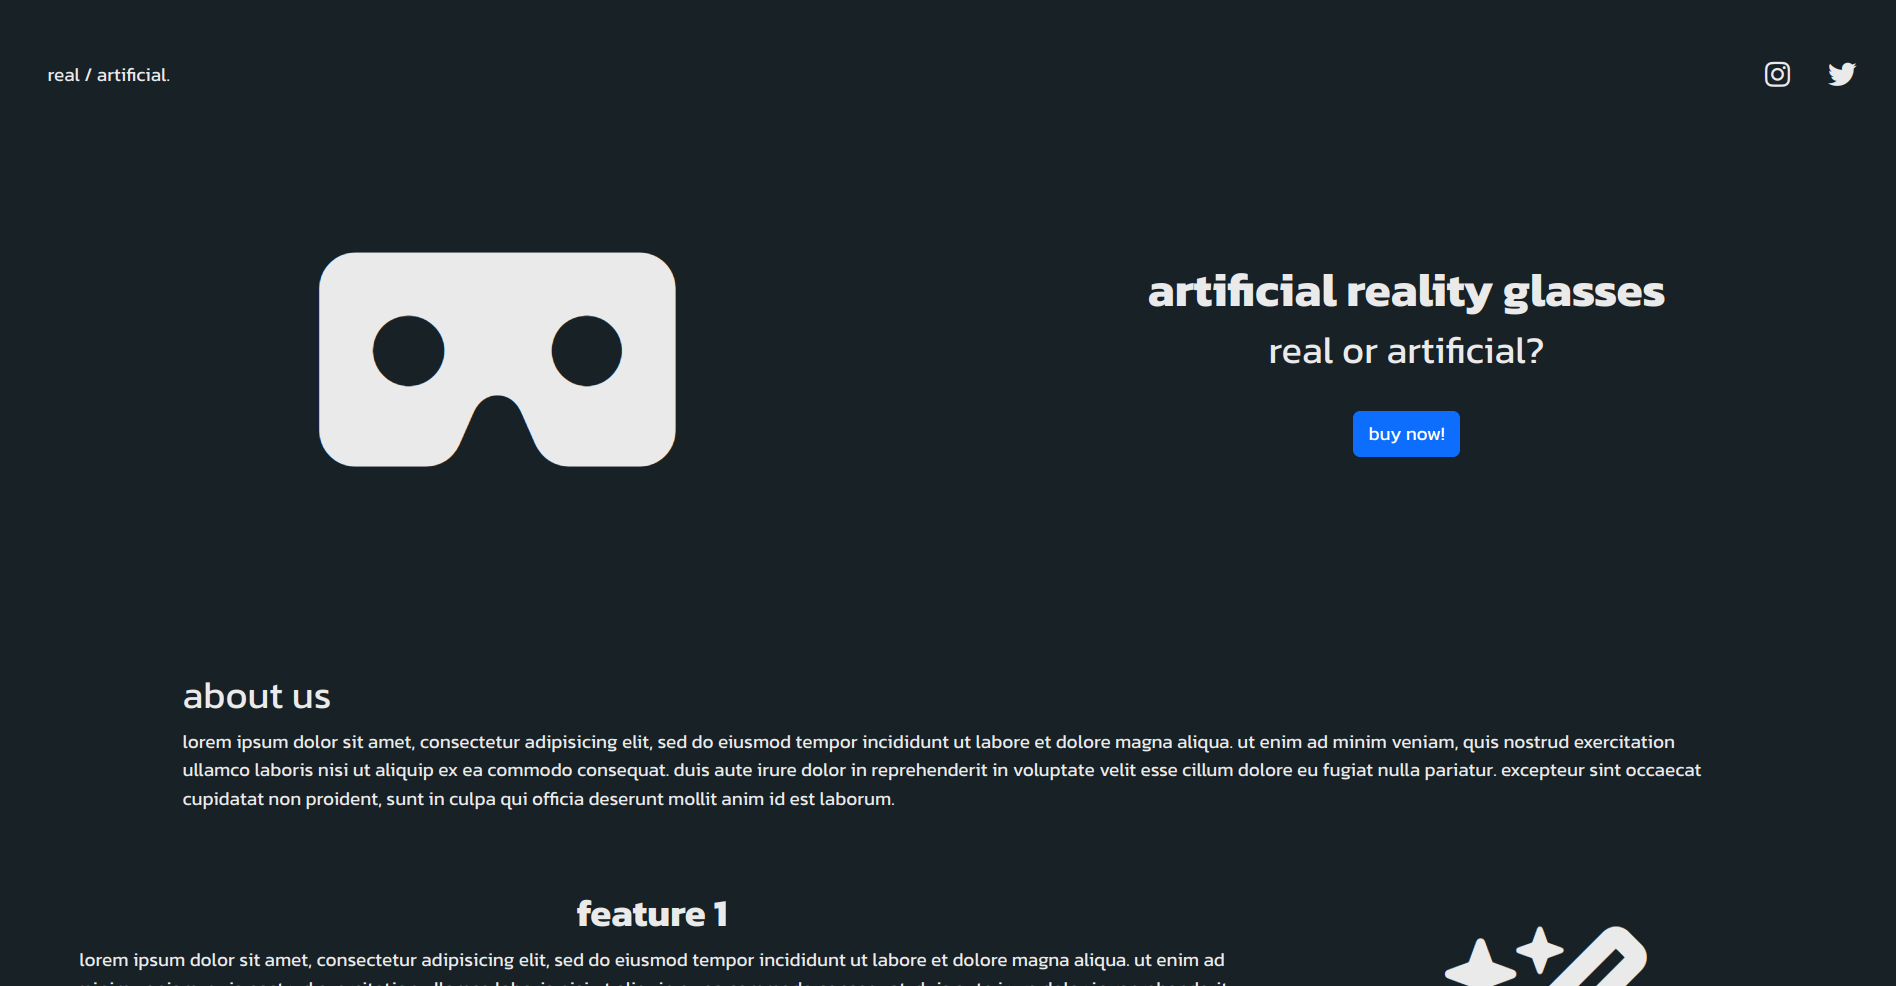 real / artificial.
artificial reality glasses
real or artificial?
buy now!
about us
lorem ipsum dolor sit amet, consectetur adipisicing elit, sed do eiusmod tempor incididunt ut labore et dolore magna aliqua. ut enim ad minim veniam, quis nostrud exercitation
ullamco laboris nisi ut aliquip ex ea commodo consequat. duis aute irure dolor in reprehenderit in voluptate velit esse cillum dolore eu fugiat nulla pariatur. excepteur sint occaecat
cupidatat non proident, sunt in culpa qui officia deserunt mollit anim id est laborum.
feature 1
lorem ipsum dolor sit amet, consectetur adipisicing elit, sed do eiusmod tempor incididunt ut labore et dolore magna aliqua. ut enim ad